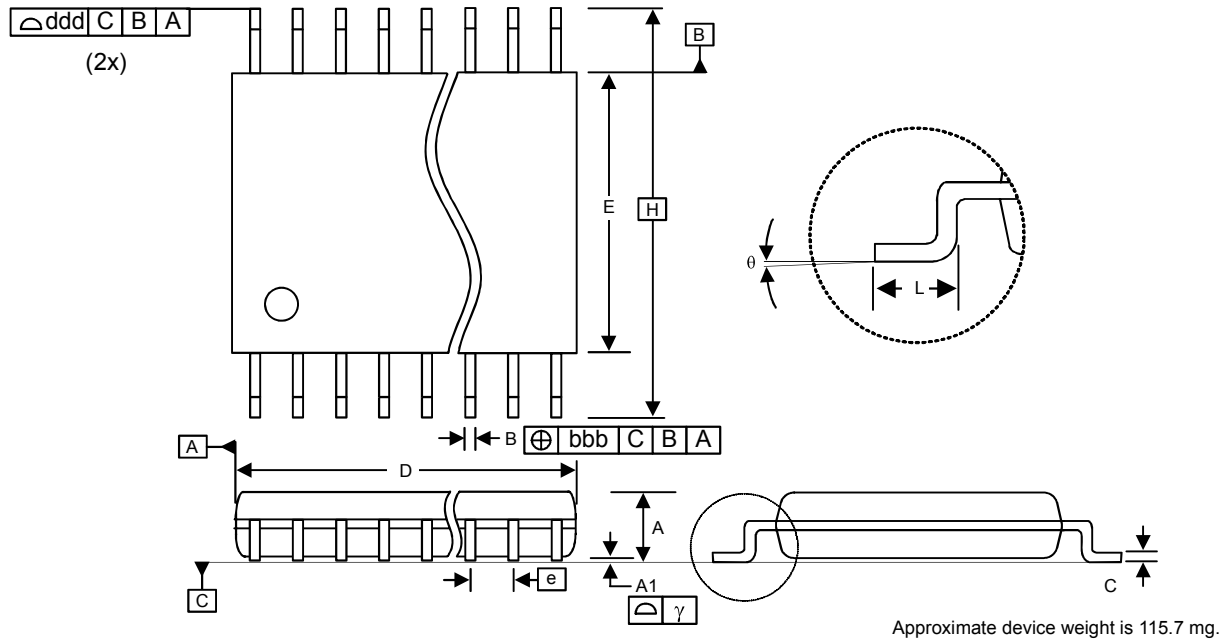 ⌓ ddd C B A
(2x)
B
E
H
θ
L
B ⌖ bbb C B A
A
D
A
e
A1
C
⌓ γ
C
Approximate device weight is 115.7 mg.